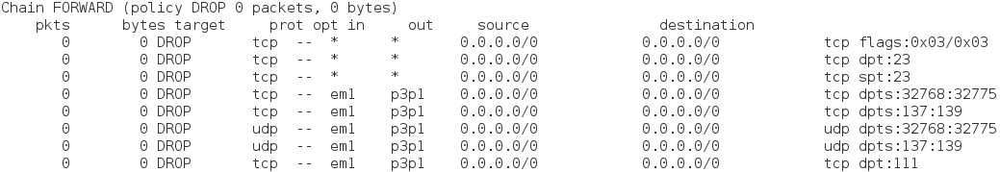 Chain FORWARD (policy DROP 0 packets, 0 bytes)
pkts bytes target prot opt in out source destination
0 0 DROP tcp -- * * 0.0.0.0/0 0.0.0.0/0 tcp flags:0x03/0x03
0 0 DROP tcp -- * * 0.0.0.0/0 0.0.0.0/0 tcp dpt:23
0 0 DROP tcp -- * * 0.0.0.0/0 0.0.0.0/0 tcp spt:23
0 0 DROP tcp -- em1 p3p1 0.0.0.0/0 0.0.0.0/0 tcp dpts:32768:32775
0 0 DROP tcp -- em1 p3p1 0.0.0.0/0 0.0.0.0/0 tcp dpts:137:139
0 0 DROP udp -- em1 p3p1 0.0.0.0/0 0.0.0.0/0 udp dpts:32768:32775
0 0 DROP udp -- em1 p3p1 0.0.0.0/0 0.0.0.0/0 udp dpts:137:139
0 0 DROP tcp -- em1 p3p1 0.0.0.0/0 0.0.0.0/0 tcp dpt:111